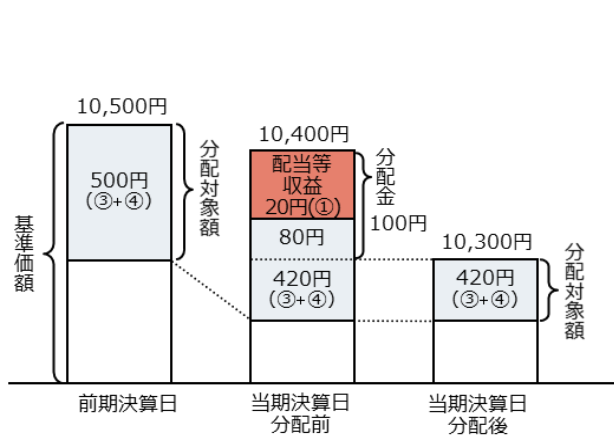 10,500円
500円
(③+④)
分配対象額
基準価額
前期決算日
10,400円
配当等
収益
20円(①)
80円
420円
(③+④)
分配金
100円
当期決算日
分配前
10,300円
420円
(③+④)
分配対象額
当期決算日
分配後